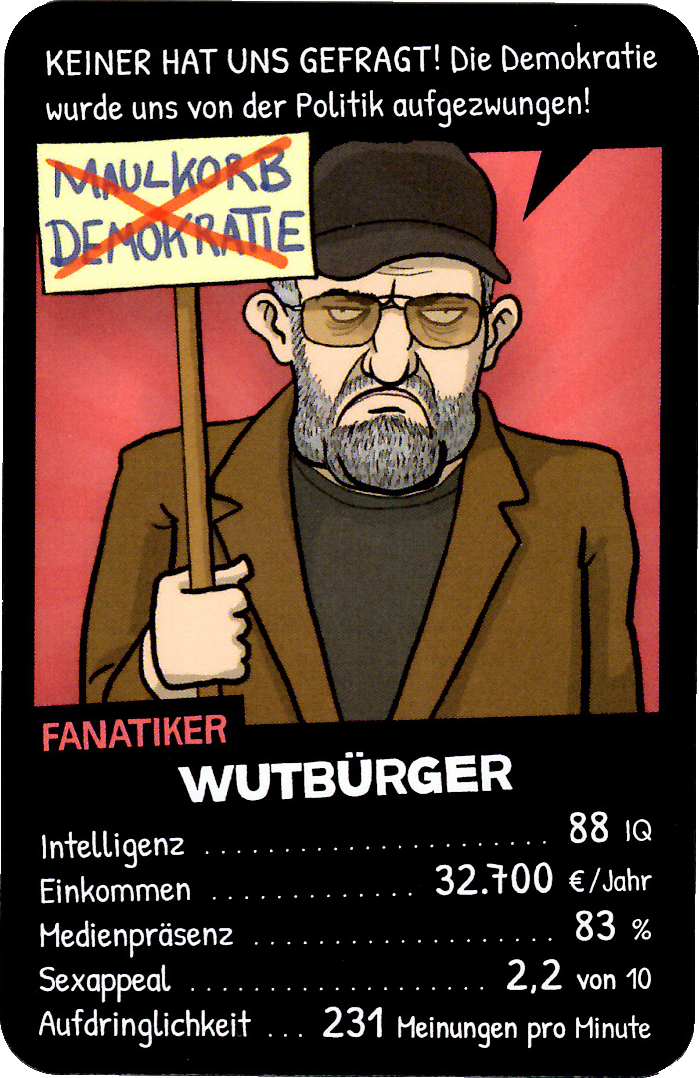 KEINER HAT UNS GEFRAGT! Die Demokratie
wurde uns von der Politik aufgezwungen!
MAULKORB
DEMOKRATIE
FANATIKER
WUTBÜRGER
Intelligenz ........................ 88 IQ
Einkommen .............. 32.700 €/Jahr
Medienpräsenz .................... 83 %
Sexappeal .................... 2,2 von 10
Aufdringlichkeit ... 231 Meinungen pro Minute